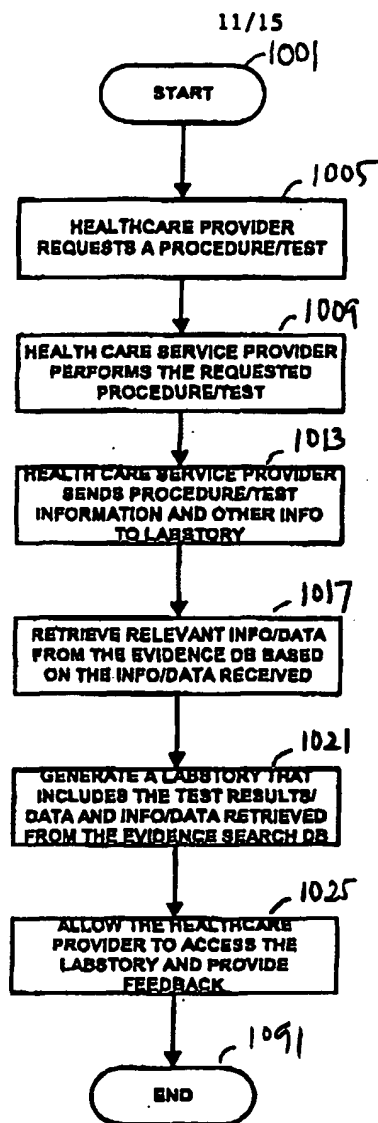 11/15
1001
START
1005
HEALTHCARE PROVIDER
REQUESTS A PROCEDURE/TEST
1009
HEALTH CARE SERVICE PROVIDER
PERFORMS THE REQUESTED
PROCEDURE/TEST
1013
HEALTH CARE SERVICE PROVIDER
SENDS PROCEDURE/TEST
INFORMATION AND OTHER INFO
TO LABSTORY
1017
RETRIEVE RELEVANT INFO/DATA
FROM THE EVIDENCE DB BASED
ON THE INFO/DATA RECEIVED
1021
GENERATE A LABSTORY THAT
INCLUDES THE TEST RESULTS/
DATA AND INFO/DATA RETRIEVED
FROM THE EVIDENCE SEARCH DB
1025
ALLOW THE HEALTHCARE
PROVIDER TO ACCESS THE
LABSTORY AND PROVIDE
FEEDBACK
1091
END